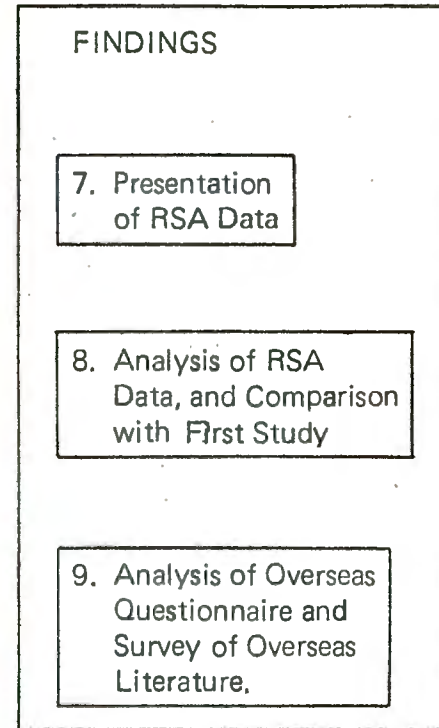 FINDINGS
7. Presentation
of RSA Data
8. Analysis of RSA
Data, and Comparison
with First Study
9. Analysis of Overseas
Questionnaire and
Survey of Overseas
Literature.